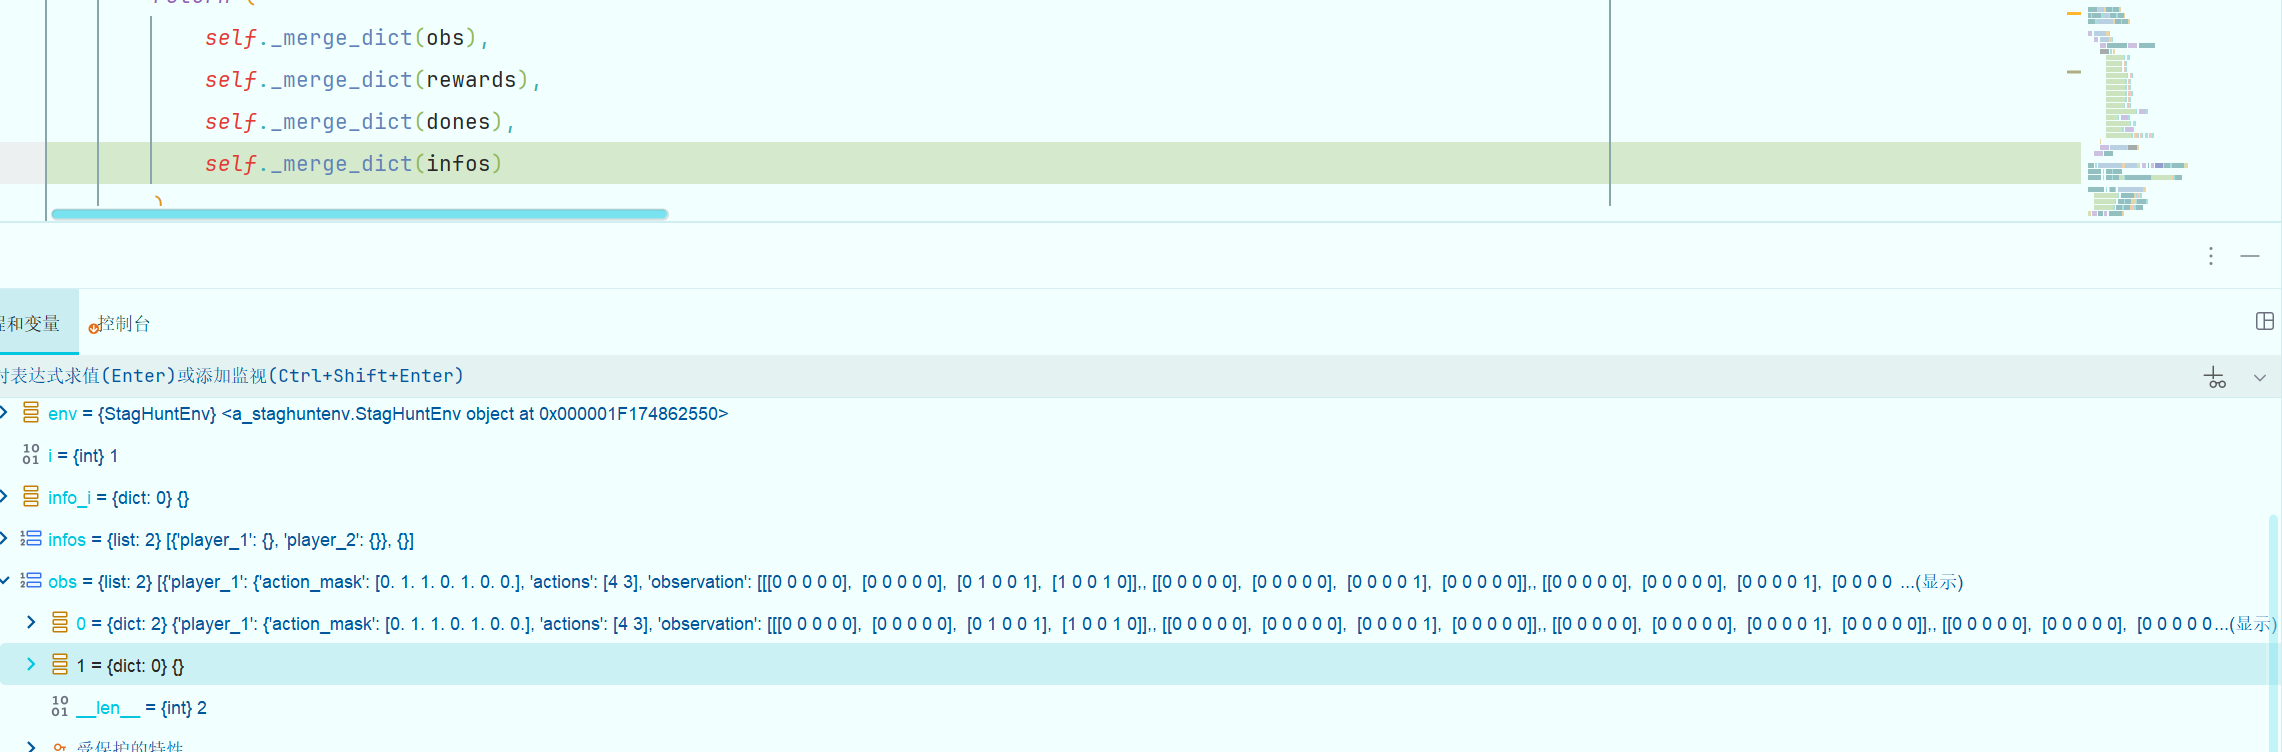 return (
self._merge_dict(obs),
self._merge_dict(rewards),
self._merge_dict(dones),
self._merge_dict(infos)
)
程和变量 控制台
对表达式求值(Enter)或添加监视(Ctrl+Shift+Enter)
env = {StagHuntEnv} <a_staghuntenv.StagHuntEnv object at 0x000001F174862550>
i = {int} 1
info_i = {dict: 0} {}
infos = {list: 2} [{'player_1': {}, 'player_2': {}}, {}]
obs = {list: 2} [{'player_1': {'action_mask': [0. 1. 1. 0. 1. 0. 0.], 'actions': [4 3], 'observation': [[[0 0 0 0 0], [0 0 0 0 0], [0 1 0 0 1], [1 0 0 1 0]],, [[0 0 0 0 0], [0 0 0 0 0], [0 0 0 0 1], [0 0 0 0 0]],, [[0 0 0 0 0], [0 0 0 0 0], [0 0 0 0 1], [0 0 0 0 ...(显示)
0 = {dict: 2} {'player_1': {'action_mask': [0. 1. 1. 0. 1. 0. 0.], 'actions': [4 3], 'observation': [[[0 0 0 0 0], [0 0 0 0 0], [0 1 0 0 1], [1 0 0 1 0]],, [[0 0 0 0 0], [0 0 0 0 0], [0 0 0 0 1], [0 0 0 0 0]],, [[0 0 0 0 0], [0 0 0 0 0], [0 0 0 0 1], [0 0 0 0 0]],, [[0 0 0 0 0], [0 0 0 0 0], [0 0 0 0 0...(显示)
1 = {dict: 0} {}
__len__ = {int} 2
受保护的特性